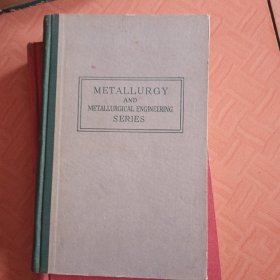 METALLURGY
AND
METALLURGICAL ENGINEERING
SERIES